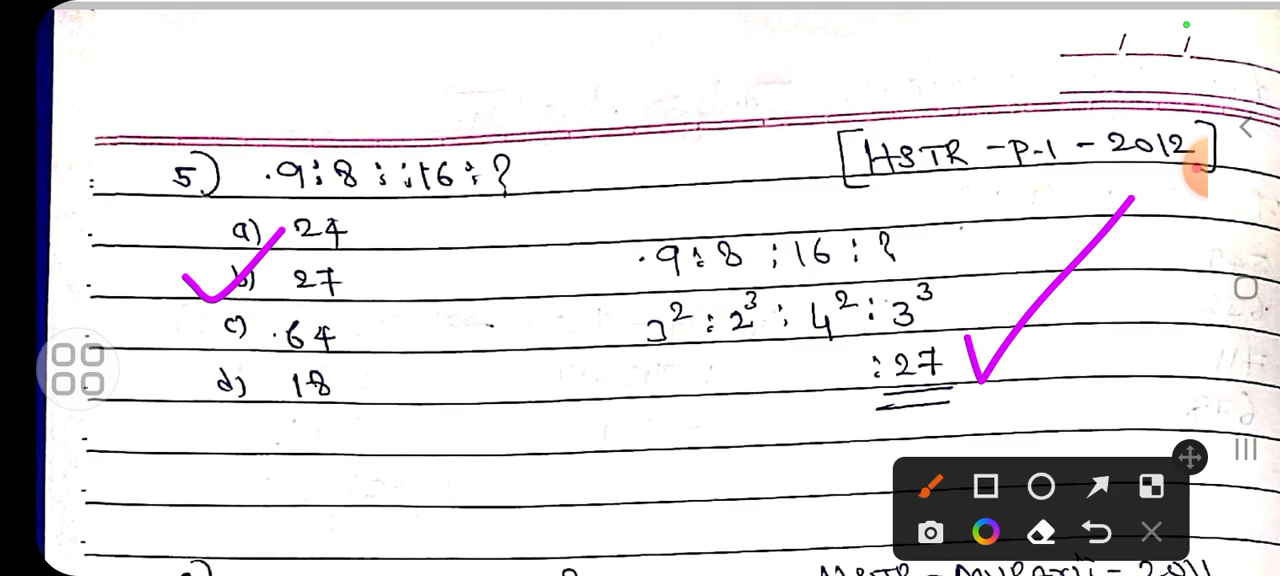 [HSTR - P-1 - 2012]
5) .9 : 8 : : 16 : ?
a) 24
b) 27
c) .64
d) 18
.9 : 8 : 16 : ?
3² : 2³ : 4² : 3³
: 27